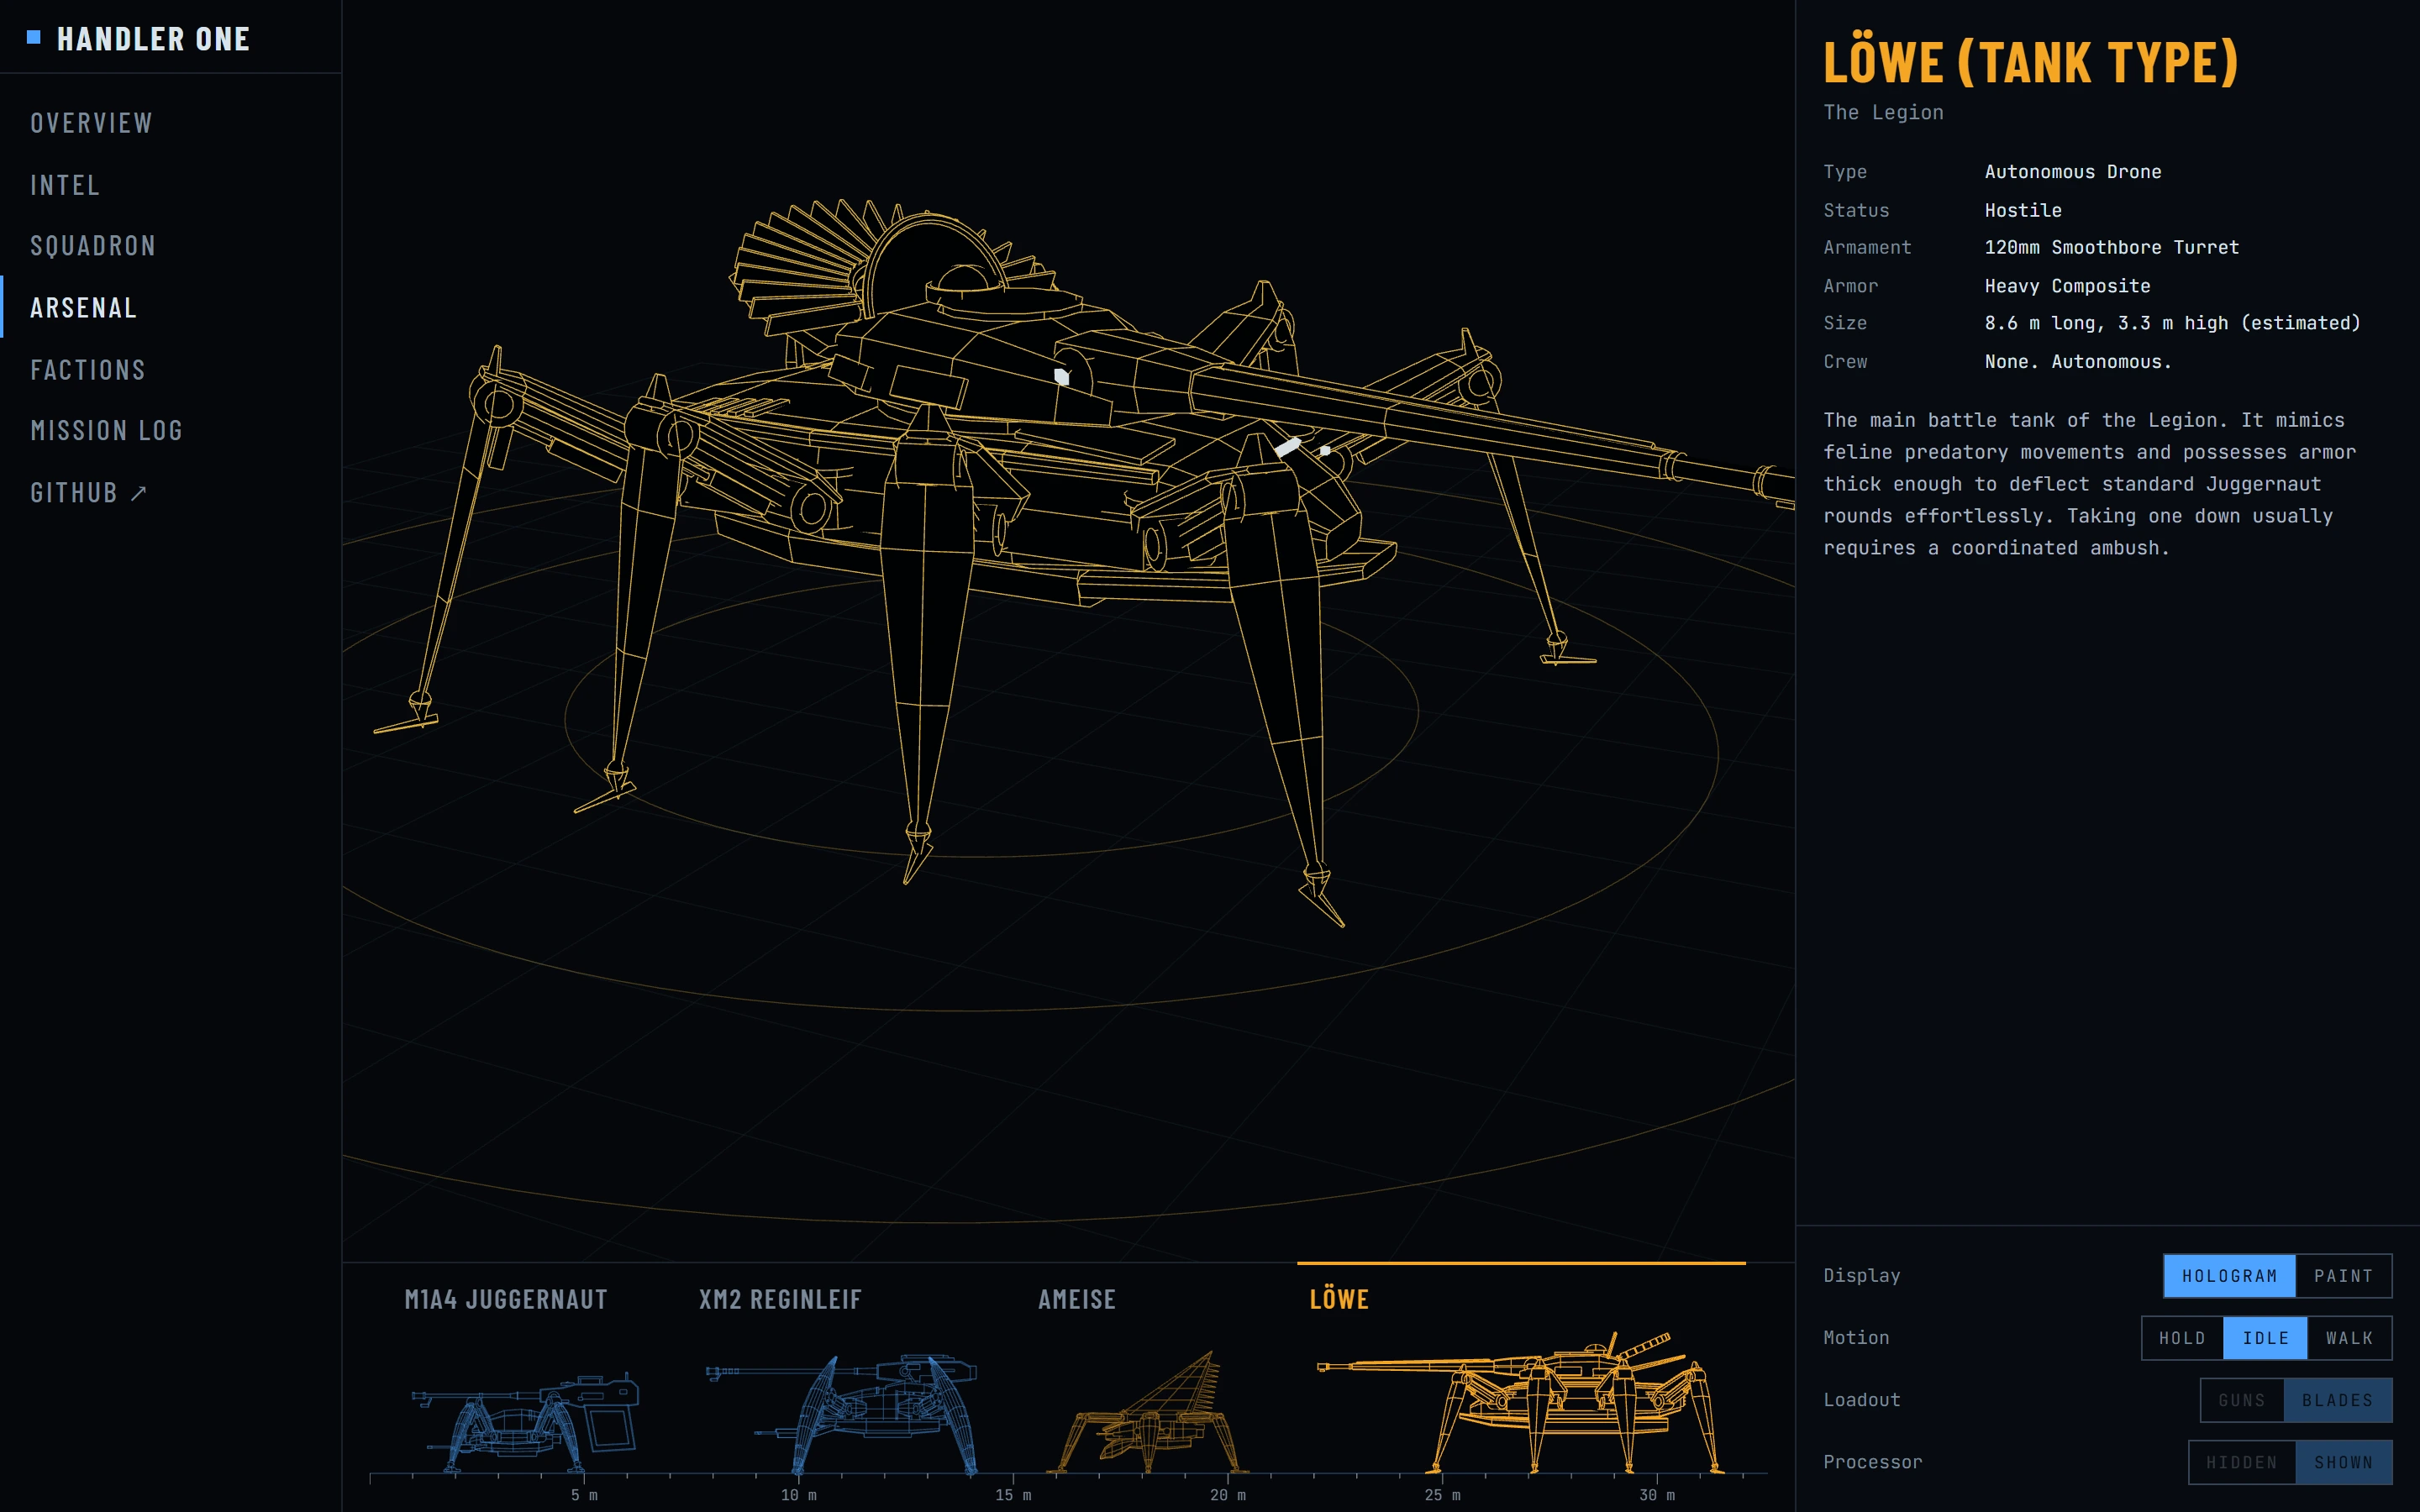 HANDLER ONE
OVERVIEW
INTEL
SQUADRON
ARSENAL
FACTIONS
MISSION LOG
GITHUB ↗
LÖWE (TANK TYPE)
The Legion
Type Autonomous Drone
Status Hostile
Armament 120mm Smoothbore Turret
Armor Heavy Composite
Size 8.6 m long, 3.3 m high (estimated)
Crew None. Autonomous.
The main battle tank of the Legion. It mimics
feline predatory movements and possesses armor
thick enough to deflect standard Juggernaut
rounds effortlessly. Taking one down usually
requires a coordinated ambush.
M1A4 JUGGERNAUT XM2 REGINLEIF AMEISE LÖWE
5 m 10 m 15 m 20 m 25 m 30 m
Display HOLOGRAM PAINT
Motion HOLD IDLE WALK
Loadout GUNS BLADES
Processor HIDDEN SHOWN